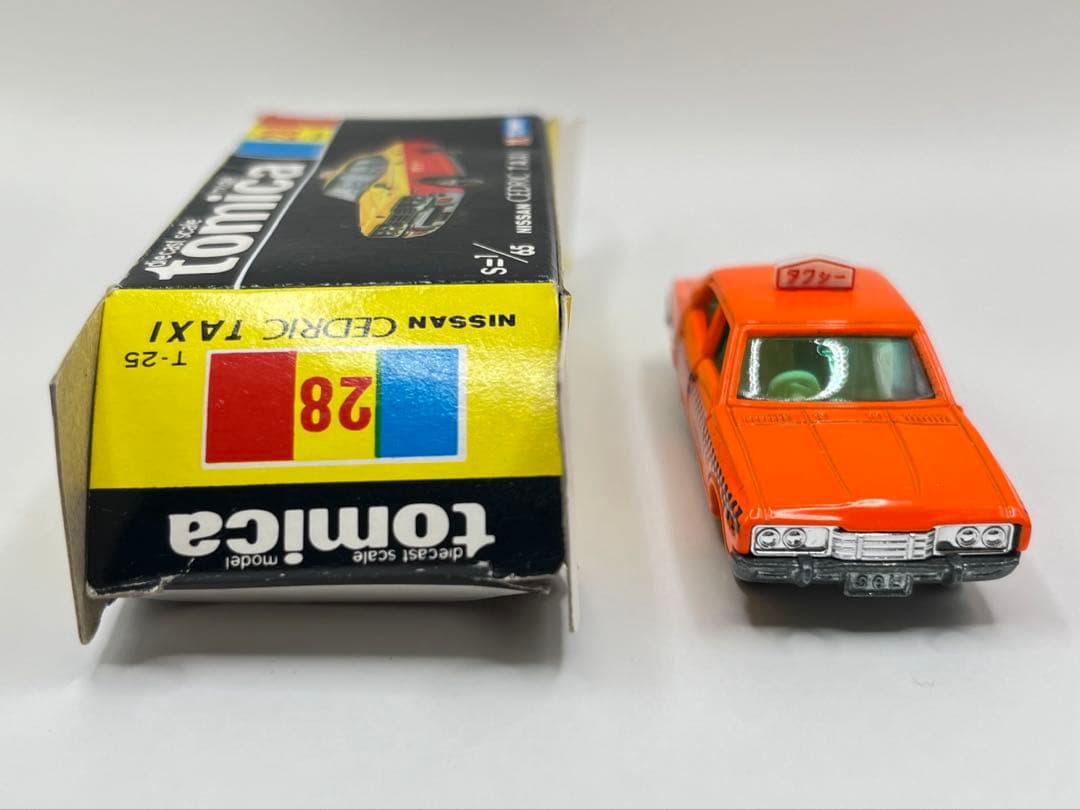 diecast scale
tomica
S=1/65 NISSAN CEDRIC TAXI
NISSAN CEDRIC TAXI
T-25
28
tomica
diecast scale model
タクシー